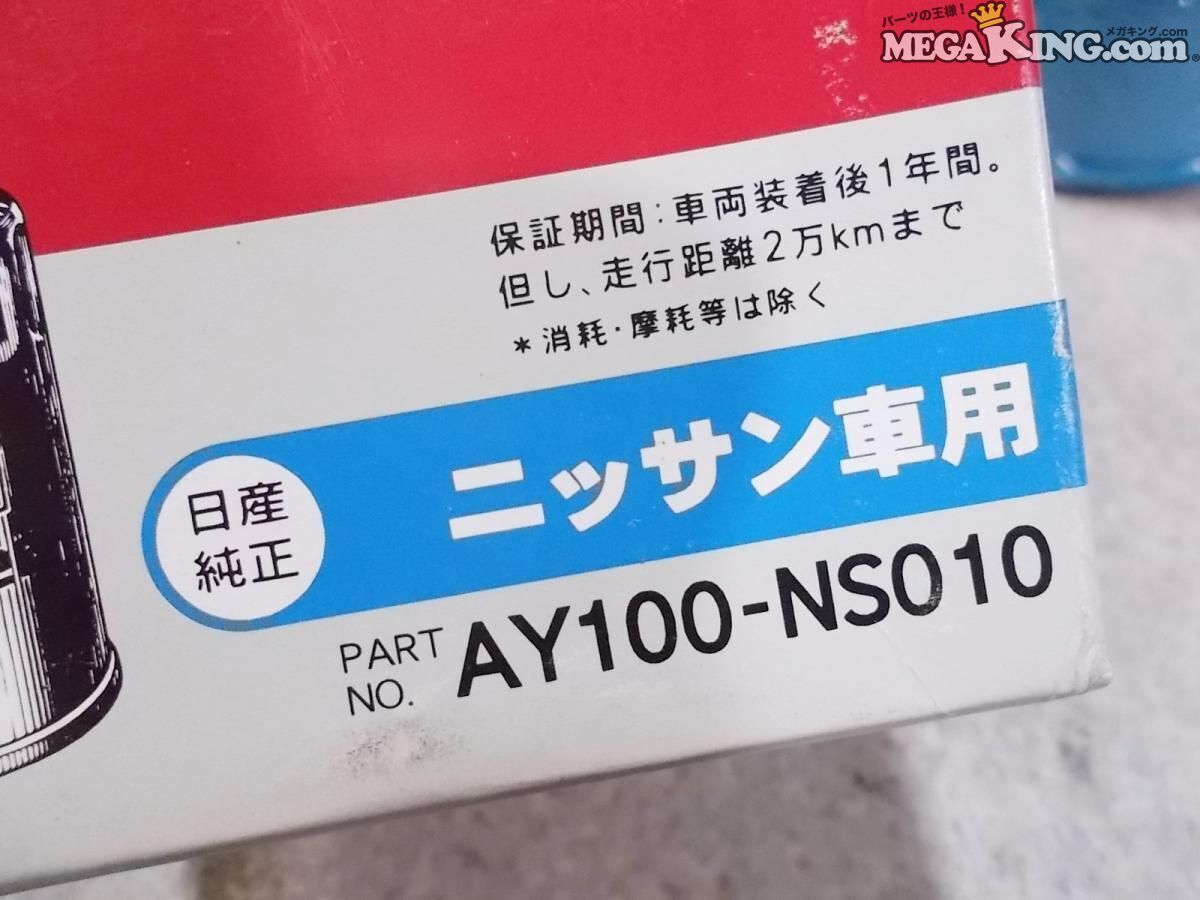 パーツの王様!
メガキング.com
MEGAKING.com®
保証期間:車両装着後1年間。
但し、走行距離2万kmまで
*消耗・摩耗等は除く
日産
純正
ニッサン車用
PART
NO.
AY100-NS010